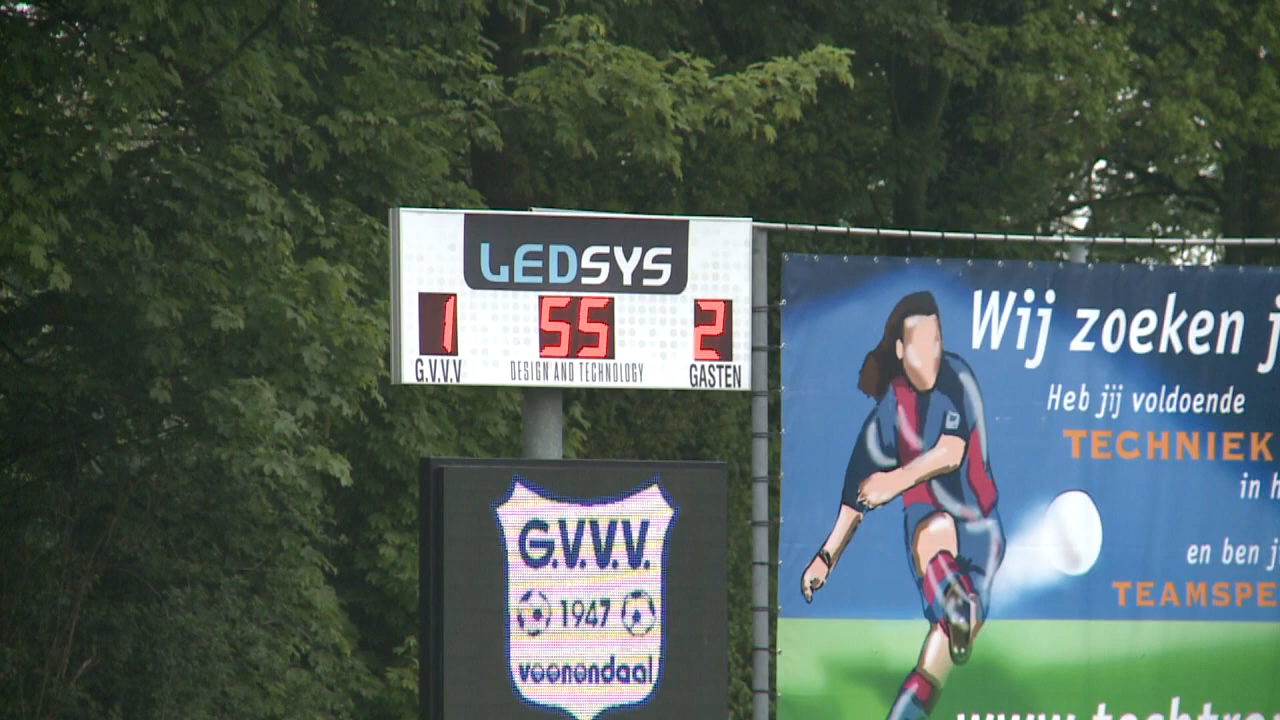 LEDSYS
1 55 2
G.V.V.V DESIGN AND TECHNOLOGY GASTEN
G.V.V.V.
1947
veenendaal
Wij zoeken j
Heb jij voldoende
TECHNIEK
in h
en ben j
TEAMSPE